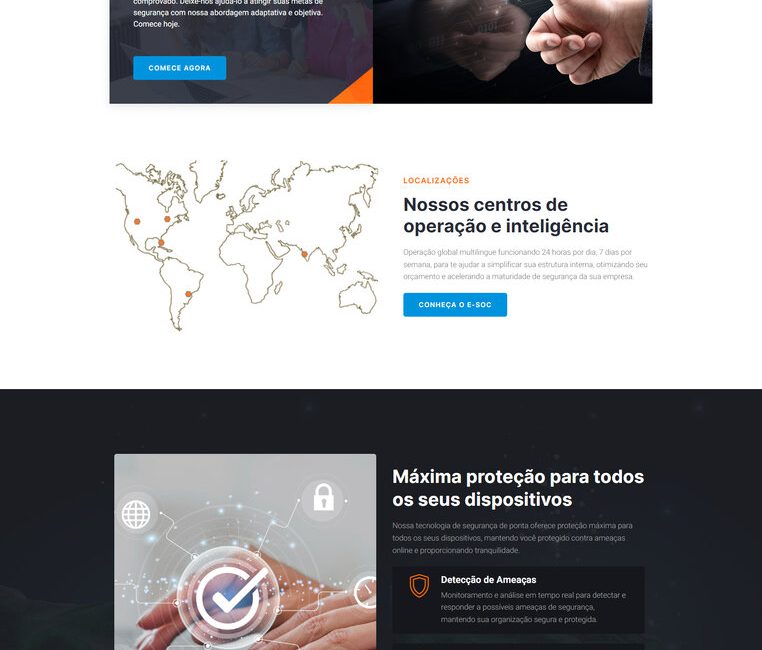 comprovado. Deixe-nos ajudá-lo a atingir suas metas de
segurança com nossa abordagem adaptativa e objetiva.
Comece hoje.
COMECE AGORA
LOCALIZAÇÕES
Nossos centros de
operação e inteligência
Operação global multilingue funcionando 24 horas por dia, 7 dias por
semana, para te ajudar a simplificar sua estrutura interna, otimizando seu
orçamento e acelerando a maturidade de segurança da sua empresa.
CONHEÇA O E-SOC
Máxima proteção para todos
os seus dispositivos
Nossa tecnologia de segurança de ponta oferece proteção máxima para
todos os seus dispositivos, mantendo você protegido contra ameaças
online e proporcionando tranquilidade.
Detecção de Ameaças
Monitoramento e análise em tempo real para detectar e
responder a possíveis ameaças de segurança,
mantendo sua organização segura e protegida.